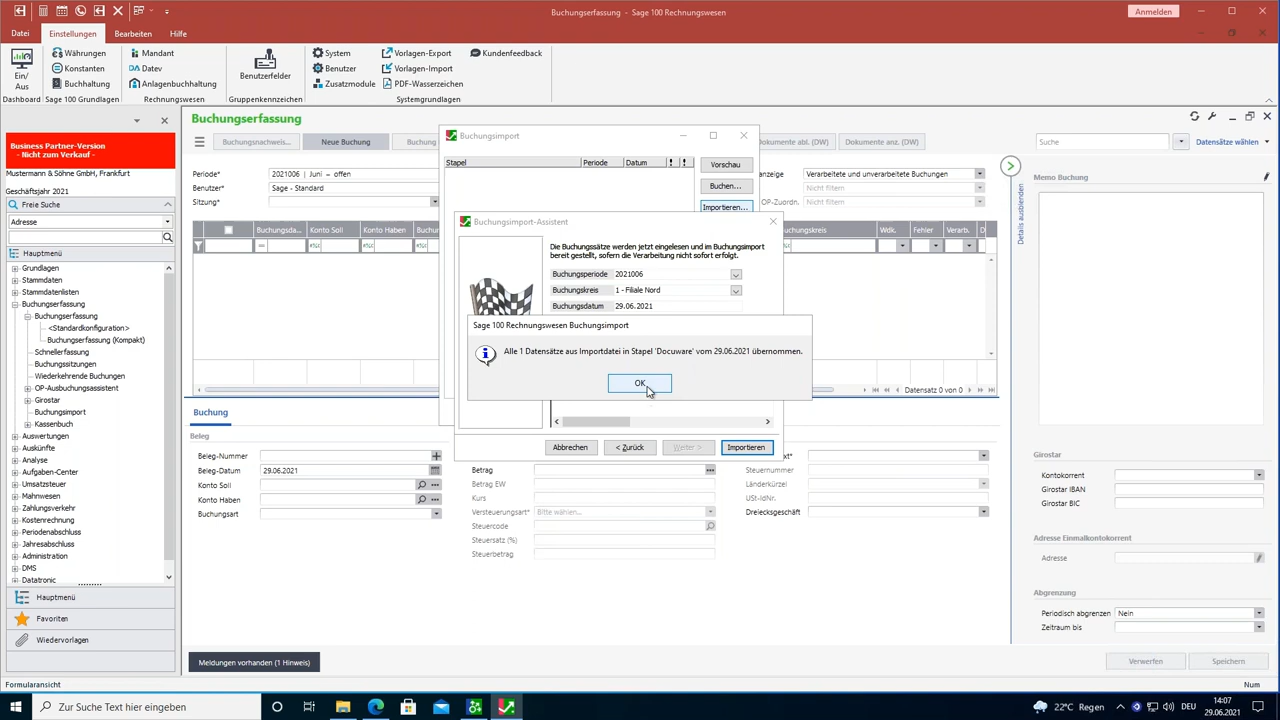 Buchungserfassung - Sage 100 Rechnungswesen
Anmelden
Datei
Einstellungen
Bearbeiten
Hilfe
Ein/
Aus
Währungen
Konstanten
Buchhaltung
Mandant
Datev
Anlagenbuchhaltung
Benutzerfelder
System
Benutzer
Zusatzmodule
Vorlagen-Export
Vorlagen-Import
PDF-Wasserzeichen
Kundenfeedback
Dashboard
Sage 100 Grundlagen
Rechnungswesen
Gruppenkennzeichen
Systemgrundlagen
Business Partner-Version
- Nicht zum Verkauf -
Mustermann & Söhne GmbH, Frankfurt
Geschäftsjahr 2021
Freie Suche
Adresse
Hauptmenü
Grundlagen
Stammdaten
Stammdatenlisten
Buchungserfassung
Buchungserfassung
<Standardkonfiguration>
Buchungserfassung (Kompakt)
Schnellerfassung
Buchungssitzungen
Wiederkehrende Buchungen
OP-Ausbuchungsassistent
Girostar
Buchungsimport
Kassenbuch
Auswertungen
Auskünfte
Analyse
Aufgaben-Center
Umsatzsteuer
Mahnwesen
Zahlungsverkehr
Kostenrechnung
Periodenabschluss
Jahresabschluss
Administration
DMS
Datatronic
Hauptmenü
Favoriten
Wiedervorlagen
Formularansicht
Buchungserfassung
Buchungsnachweis...
Neue Buchung
Buchung
Dokumente abl. (DW)
Dokumente anz. (DW)
Suche
Datensätze wählen
Periode*
2021006 | Juni - offen
Benutzer*
Sage - Standard
Sitzung*
anzeige
Verarbeitete und unverarbeitete Buchungen
Nicht filtern
OP-Zuordn.
Nicht filtern
Buchungsda...
Konto Soll
Konto Haben
Buchungskreis
Wdk.
Fehler
Verarb.
Datensatz 0 von 0
Buchungsimport
Stapel
Periode
Datum
!
!
Vorschau
Buchen...
Importieren...
Buchungsimport-Assistent
Die Buchungssätze werden jetzt eingelesen und im Buchungsimport
bereit gestellt, sofern die Verarbeitung nicht sofort erfolgt.
Buchungsperiode
2021006
Buchungskreis
1 - Filiale Nord
Buchungsdatum
29.06.2021
Sage 100 Rechnungswesen Buchungsimport
Alle 1 Datensätze aus Importdatei in Stapel 'Docuware' vom 29.06.2021 übernommen.
OK
Abbrechen
< Zurück
Weiter >
Importieren
Buchung
Beleg
Beleg-Nummer
Beleg-Datum
29.06.2021
Konto Soll
Konto Haben
Buchungsart
Betrag
Betrag EW
Kurs
Versteuerungsart*
Bitte wählen...
Steuercode
Steuersatz (%)
Steuerbetrag
Steuernummer
Länderkürzel
USt-IdNr.
Dreiecksgeschäft
Details ausblenden
Memo Buchung
Girostar
Kontokorrent
Girostar IBAN
Girostar BIC
Adresse Einmalkontokorrent
Adresse
Abgrenzung
Periodisch abgrenzen
Nein
Zeitraum bis
Meldungen vorhanden (1 Hinweis)
Verwerfen
Speichern
Num
Zur Suche Text hier eingeben
22°C Regen
DEU
14:07
29.06.2021